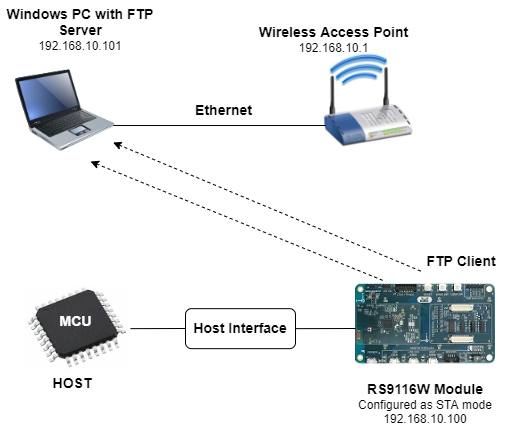 Windows PC with FTP
Server
192.168.10.101
Wireless Access Point
192.168.10.1
Ethernet
FTP Client
MCU
Host Interface
HOST
RS9116W Module
Configured as STA mode
192.168.10.100